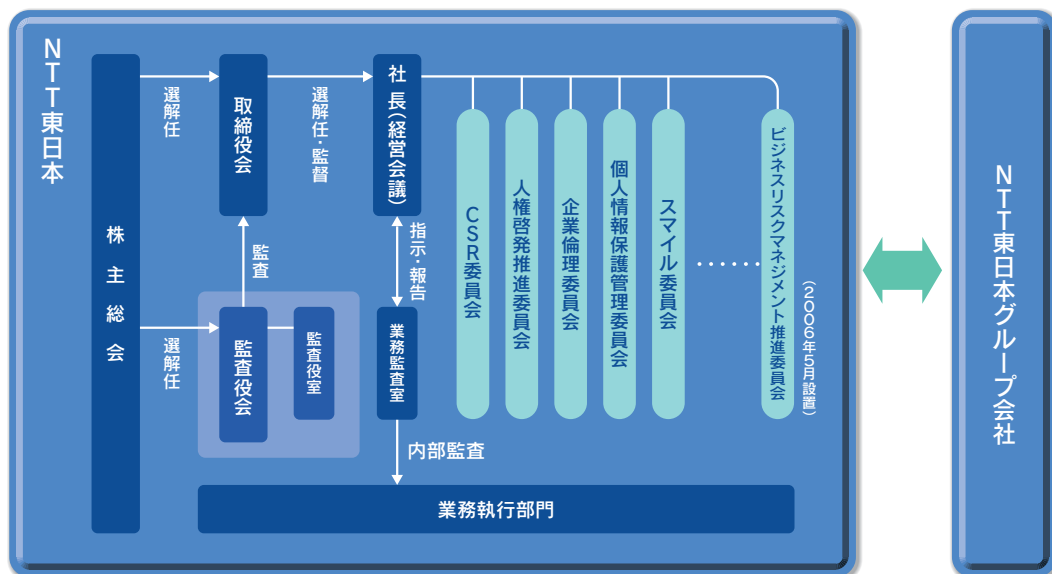 NTT東日本
株主総会
選解任
取締役会
選解任・監督
社長(経営会議)
監査
選解任
監査役会
監査役室
指示・報告
業務監査室
内部監査
業務執行部門
CSR委員会
人権啓発推進委員会
企業倫理委員会
個人情報保護管理委員会
スマイル委員会
……
ビジネスリスクマネジメント推進委員会
(2006年5月設置)
NTT東日本グループ会社